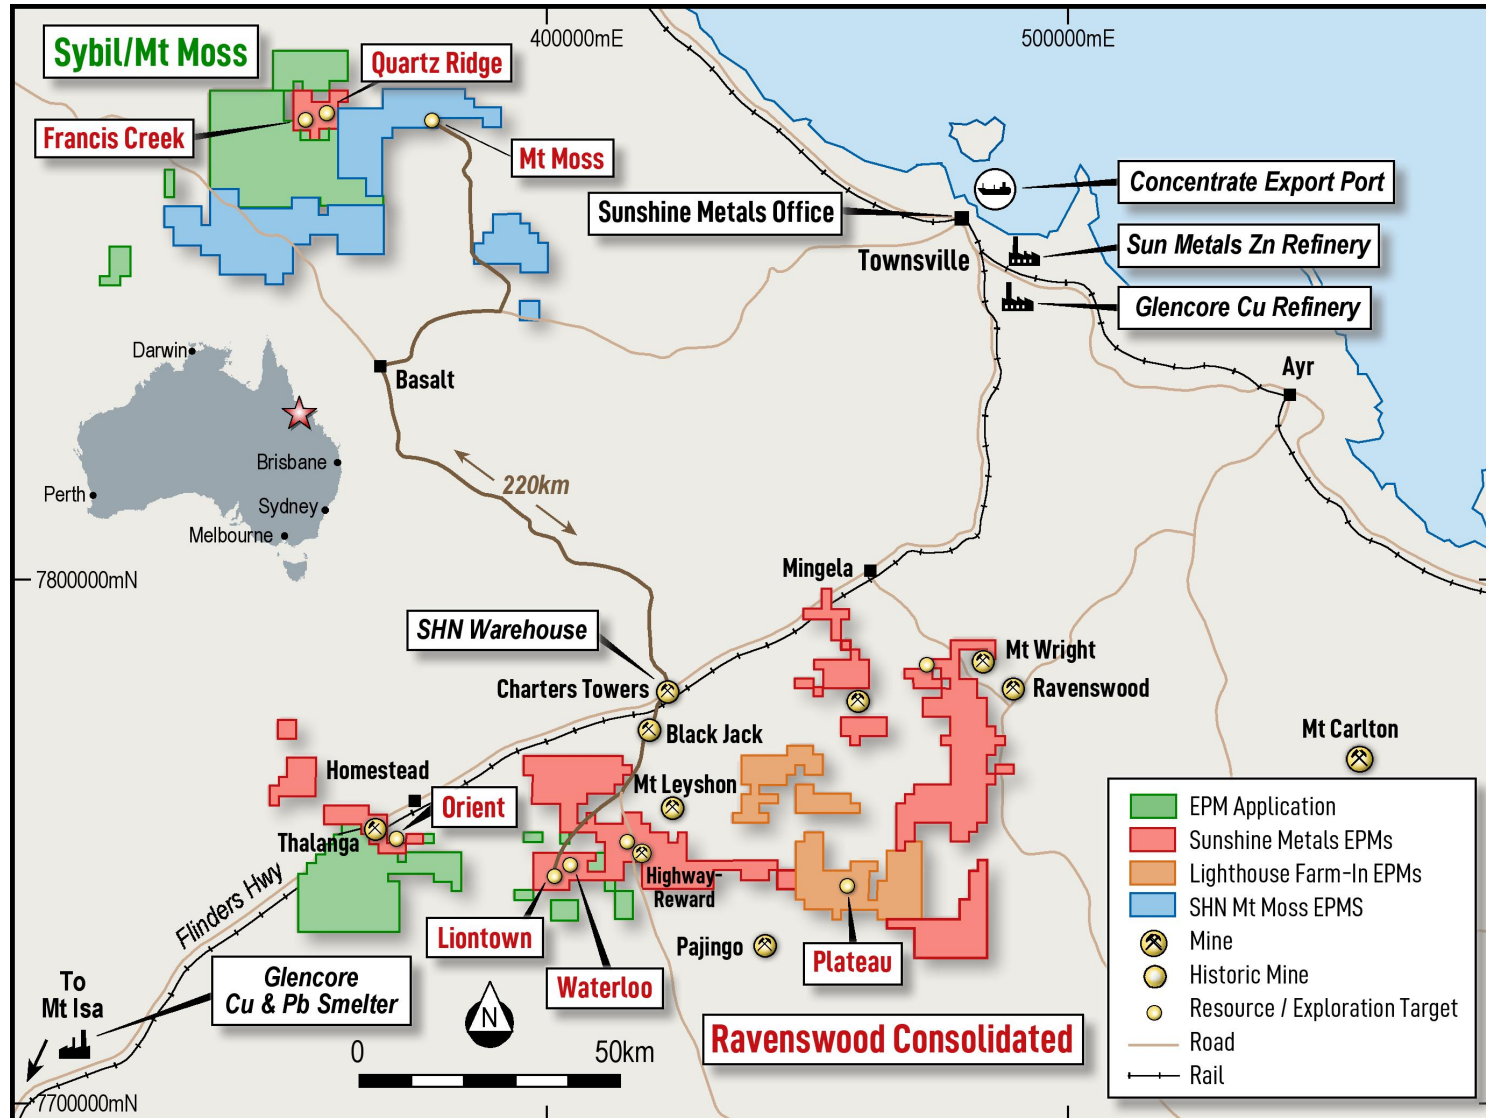 400000mE
500000mE
Sybil/Mt Moss
Quartz Ridge
Francis Creek
Mt Moss
Concentrate Export Port
Sunshine Metals Office
Townsville
Sun Metals Zn Refinery
Glencore Cu Refinery
Darwin
Basalt
Ayr
Brisbane
Perth
Sydney
Melbourne
220km
7800000mN
Mingela
SHN Warehouse
Charters Towers
Mt Wright
Ravenswood
Black Jack
Mt Carlton
Homestead
Mt Leyshon
Orient
Thalanga
Highway-
Reward
Flinders Hwy
Liontown
Pajingo
Plateau
Waterloo
To
Mt Isa
Glencore
Cu & Pb Smelter
N
Ravenswood Consolidated
0
50km
7700000mN
EPM Application
Sunshine Metals EPMs
Lighthouse Farm-In EPMs
SHN Mt Moss EPMS
Mine
Historic Mine
Resource / Exploration Target
Road
Rail